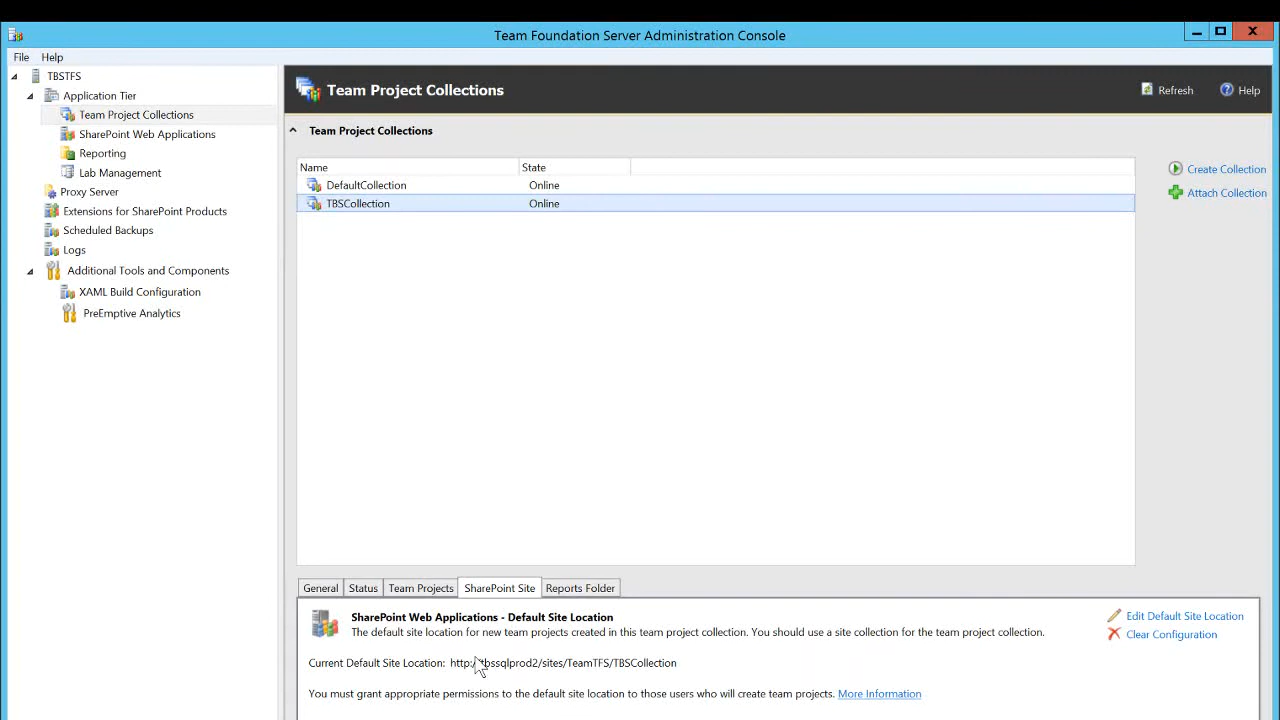 Team Foundation Server Administration Console
File Help
TBSTFS
Application Tier
Team Project Collections
SharePoint Web Applications
Reporting
Lab Management
Proxy Server
Extensions for SharePoint Products
Scheduled Backups
Logs
Additional Tools and Components
XAML Build Configuration
PreEmptive Analytics
Team Project Collections
Refresh Help
Team Project Collections
Name State
DefaultCollection Online
TBSCollection Online
Create Collection
Attach Collection
General Status Team Projects SharePoint Site Reports Folder
SharePoint Web Applications - Default Site Location
The default site location for new team projects created in this team project collection. You should use a site collection for the team project collection.
Edit Default Site Location
Clear Configuration
Current Default Site Location: http://tbssqlprod2/sites/TeamTFS/TBSCollection
You must grant appropriate permissions to the default site location to those users who will create team projects. More Information